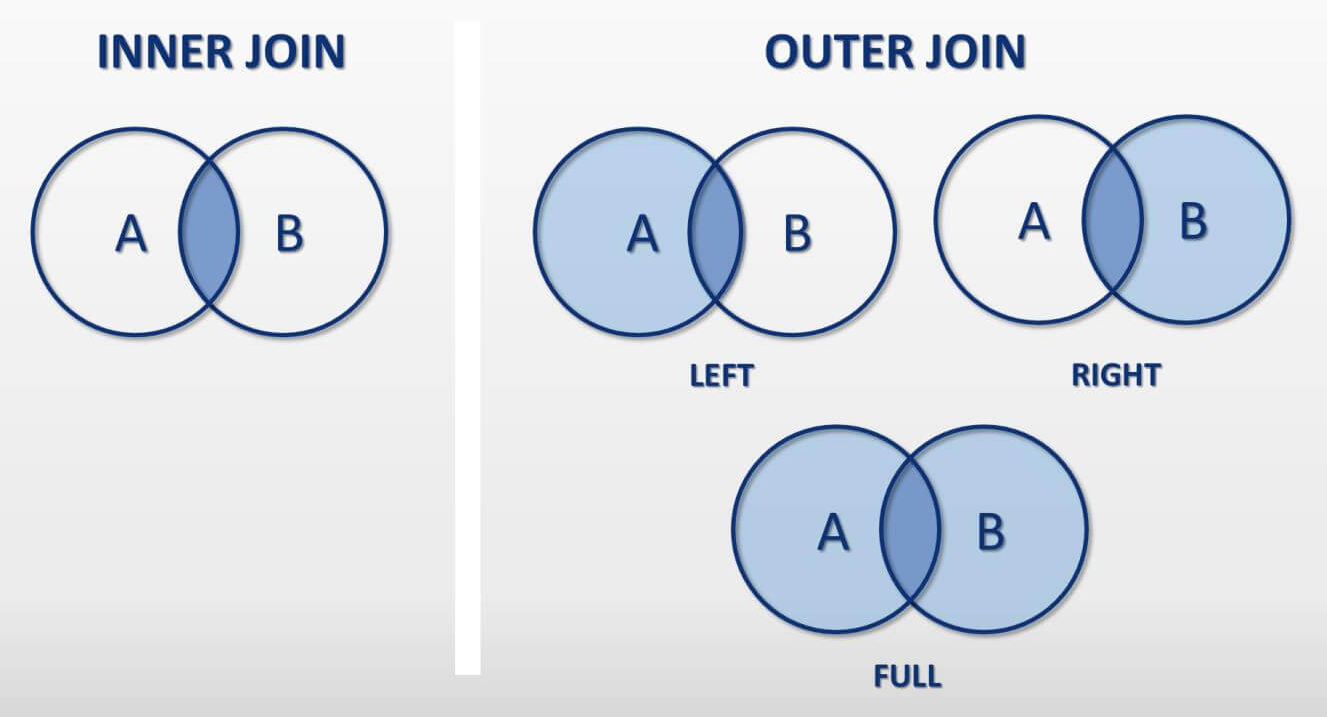 INNER JOIN
OUTER JOIN
A B
A B
A B
LEFT
RIGHT
A B
FULL